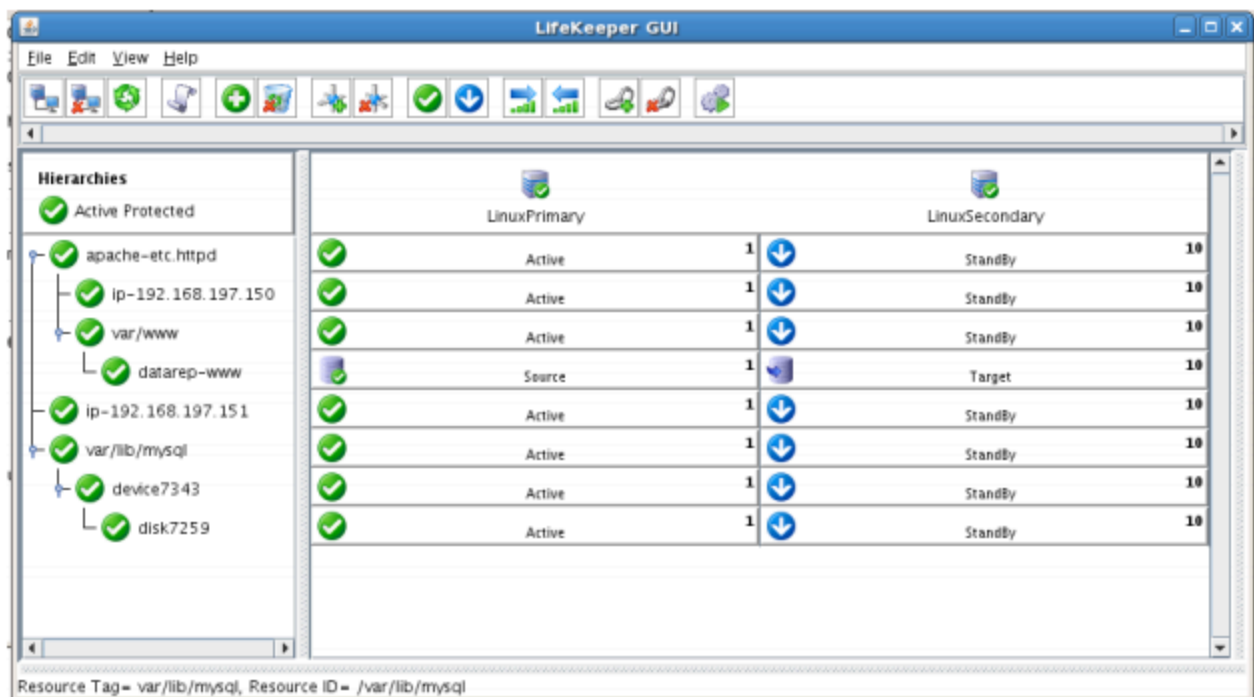 LifeKeeper GUI
File Edit View Help
Hierarchies
Active Protected
LinuxPrimary LinuxSecondary
apache-etc.httpd Active 1 StandBy 10
ip-192.168.197.150 Active 1 StandBy 10
var/www Active 1 StandBy 10
datarep-www Source 1 Target 10
ip-192.168.197.151 Active 1 StandBy 10
var/lib/mysql Active 1 StandBy 10
device7343 Active 1 StandBy 10
disk7259 Active 1 StandBy 10
Resource Tag= var/lib/mysql, Resource ID= /var/lib/mysql